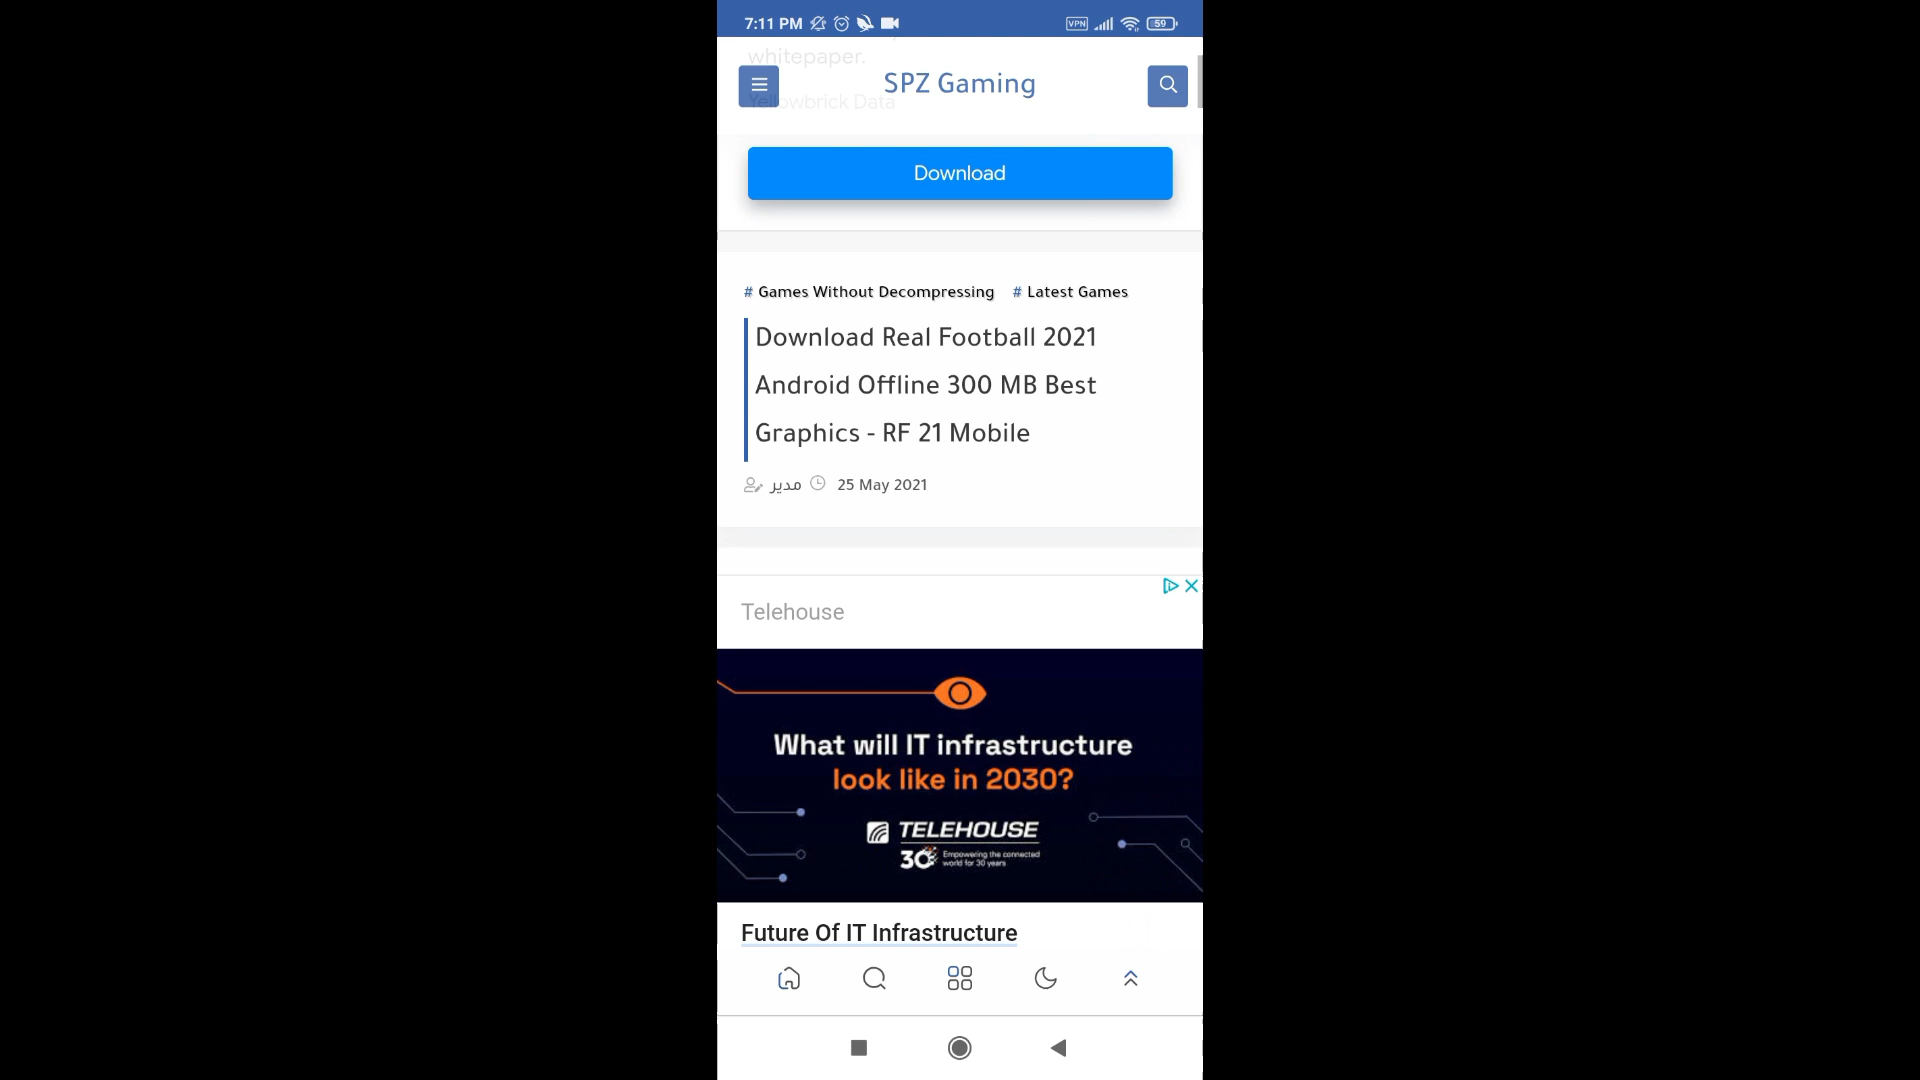 7:11 PM
VPN
59
whitepaper.
SPZ Gaming
Yellowbrick Data
Download
# Games Without Decompressing # Latest Games
Download Real Football 2021
Android Offline 300 MB Best
Graphics - RF 21 Mobile
مدير 25 May 2021
Telehouse
What will IT infrastructure
look like in 2030?
TELEHOUSE
30 Empowering the connected
world for 30 years
Future Of IT Infrastructure